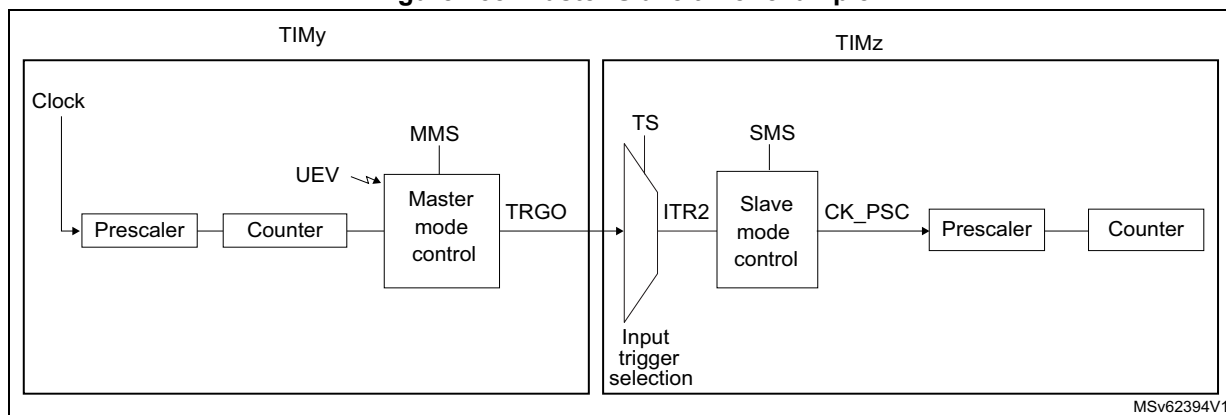 TIMy
TIMz
Clock
MMS
TS
SMS
UEV
Master
mode
control
TRGO
ITR2
Slave
mode
control
CK_PSC
Prescaler
Counter
Prescaler
Counter
Input
trigger
selection
MSv62394V1